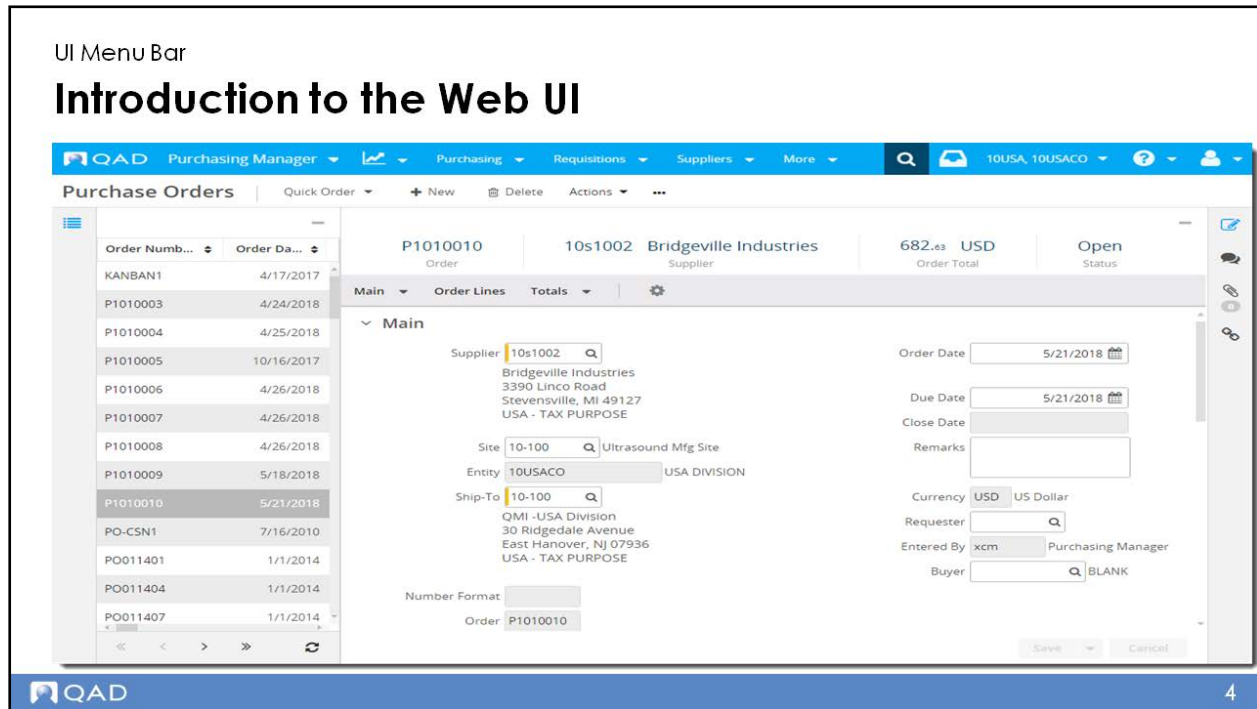 UI Menu Bar
Introduction to the Web UI
QAD Purchasing Manager Purchasing Requisitions Suppliers More 10USA, 10USACO
Purchase Orders Quick Order + New Delete Actions •••
Order Numb... Order Da...
KANBAN1 4/17/2017
P1010003 4/24/2018
P1010004 4/25/2018
P1010005 10/16/2017
P1010006 4/26/2018
P1010007 4/26/2018
P1010008 4/26/2018
P1010009 5/18/2018
P1010010 5/21/2018
PO-CSN1 7/16/2010
PO011401 1/1/2014
PO011404 1/1/2014
PO011407 1/1/2014
P1010010 10s1002 Bridgeville Industries 682.63 USD Open
Order Supplier Order Total Status
Main Order Lines Totals
Main
Supplier 10s1002
Bridgeville Industries
3390 Linco Road
Stevensville, MI 49127
USA - TAX PURPOSE
Site 10-100 Ultrasound Mfg Site
Entity 10USACO USA DIVISION
Ship-To 10-100
QMI -USA Division
30 Ridgedale Avenue
East Hanover, NJ 07936
USA - TAX PURPOSE
Number Format
Order P1010010
Order Date 5/21/2018
Due Date 5/21/2018
Close Date
Remarks
Currency USD US Dollar
Requester
Entered By xcm Purchasing Manager
Buyer BLANK
Save Cancel
0
QAD 4